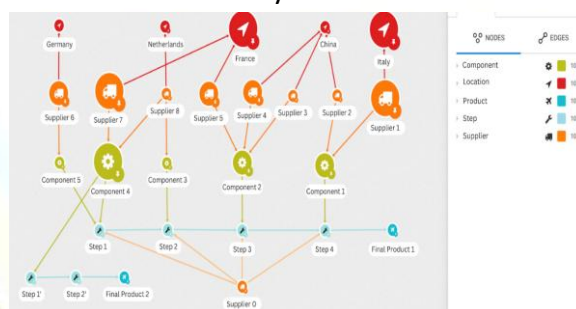 Germany
Netherlands
France
China
Italy
Supplier 6
Supplier 7
Supplier 8
Supplier 5
Supplier 4
Supplier 3
Supplier 2
Supplier 1
Component 5
Component 4
Component 3
Component 2
Component 1
Step 1
Step 2
Step 3
Step 4
Final Product 1
Step 1'
Step 2'
Final Product 2
Supplier 0
NODES
EDGES
Component
Location
Product
Step
Supplier